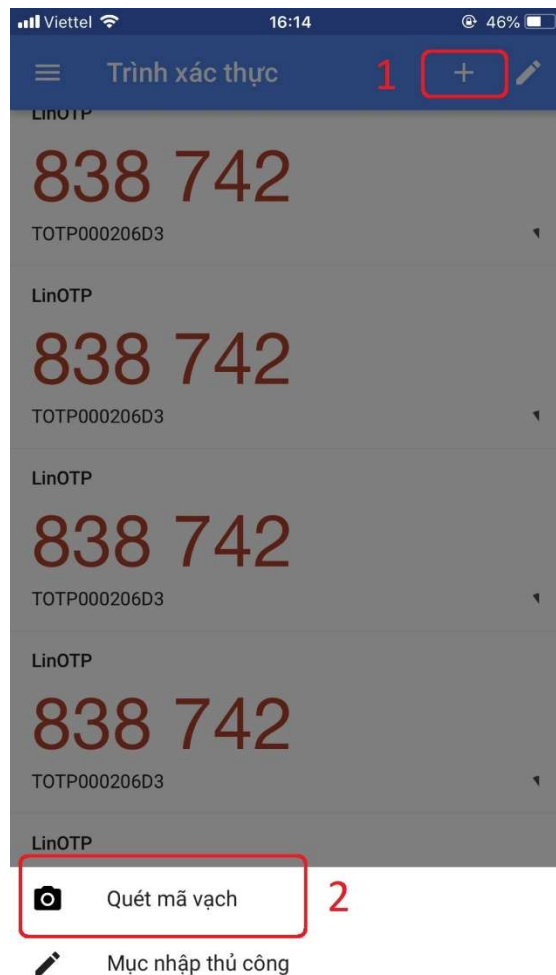 Viettel 16:14 46%
Trình xác thực 1 +
LinOTP
838 742
TOTP000206D3
LinOTP
838 742
TOTP000206D3
LinOTP
838 742
TOTP000206D3
LinOTP
838 742
TOTP000206D3
LinOTP
Quét mã vạch 2
Mục nhập thủ công